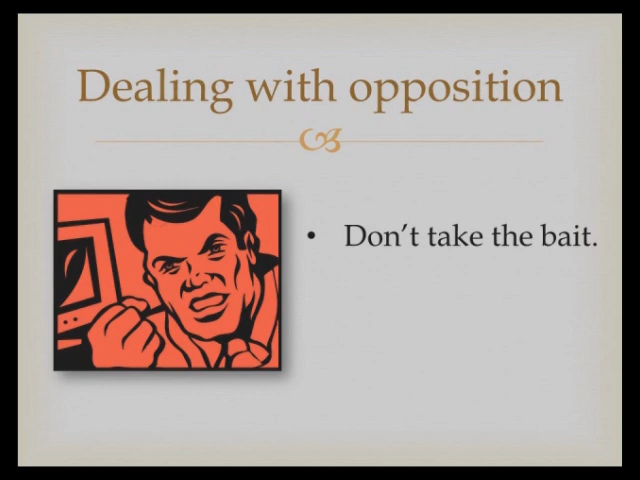 Dealing with opposition
• Don’t take the bait.